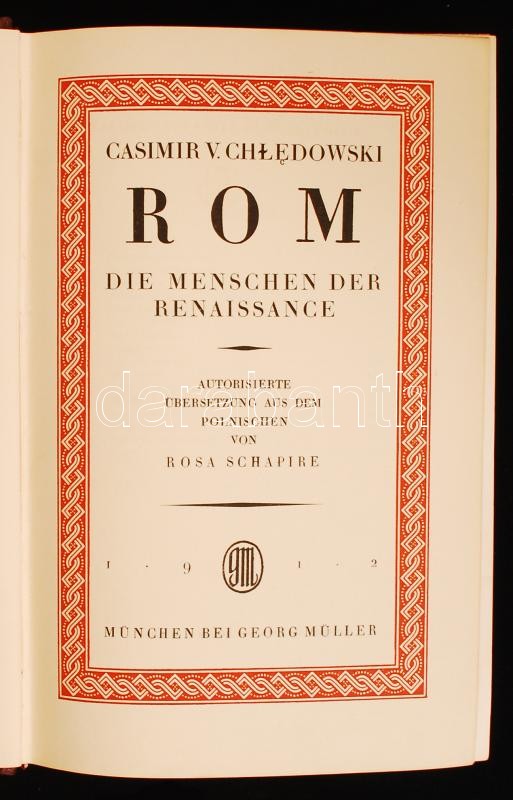 CASIMIR V. CHŁĘDOWSKI
ROM
DIE MENSCHEN DER
RENAISSANCE
AUTORISIERTE
ÜBERSETZUNG AUS DEM
POLNISCHEN
VON
ROSA SCHAPIRE
1 · 9 gm 1 · 2
MÜNCHEN BEI GEORG MÜLLER
darabanth